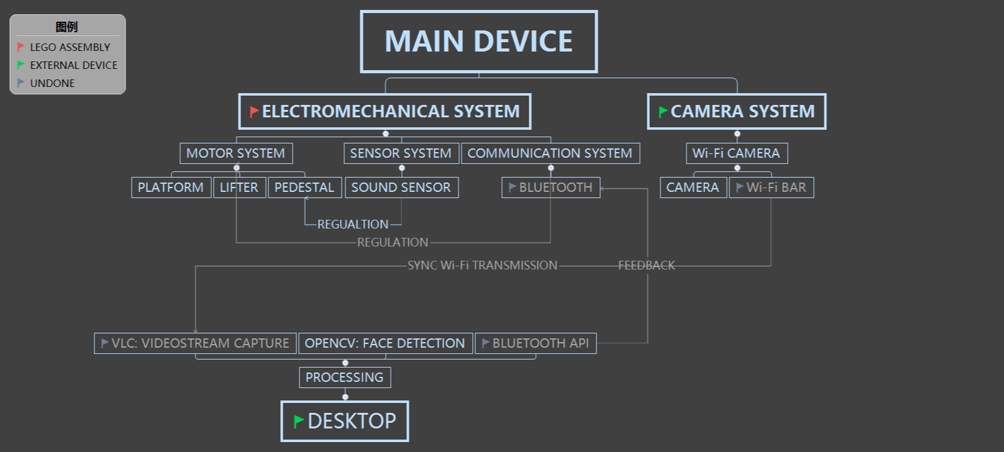 图例
LEGO ASSEMBLY
EXTERNAL DEVICE
UNDONE
MAIN DEVICE
ELECTROMECHANICAL SYSTEM
CAMERA SYSTEM
MOTOR SYSTEM
SENSOR SYSTEM
COMMUNICATION SYSTEM
Wi-Fi CAMERA
PLATFORM
LIFTER
PEDESTAL
SOUND SENSOR
BLUETOOTH
CAMERA
Wi-Fi BAR
REGUALTION
REGULATION
SYNC Wi-Fi TRANSMISSION
FEEDBACK
VLC: VIDEOSTREAM CAPTURE
OPENCV: FACE DETECTION
BLUETOOTH API
PROCESSING
DESKTOP